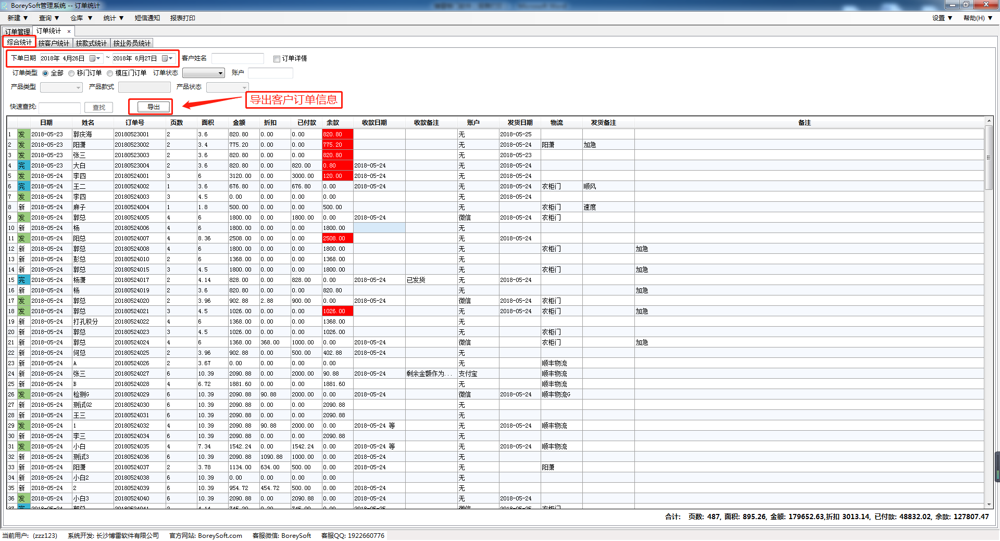 BoreySoft管理系统 -- 订单统计
新建 ▼ 查询 ▼ 仓库 ▼ 统计 ▼ 短信通知 报表打印 设置 ▼ 帮助(H) ▼
订单管理 订单统计 ×
综合统计 按客户统计 按款式统计 按业务员统计
下单日期 2018年 4月26日 ~ 2018年 6月27日 客户姓名 订单详情
订单类型 全部 移门订单 模压门订单 订单状态 账户
产品类型 产品款式 产品状态
导出客户订单信息
快速查找: 查找 导出
日期 姓名 订单号 页数 面积 金额 折扣 已付款 余款 收款日期 收款备注 账户 发货日期 物流 发货备注 备注
1 发 2018-05-23 郭庆海 20180523001 2 3.6 820.80 0.00 0.00 820.80 无 2018-05-25
2 发 2018-05-23 阳潇 20180523002 2 3.4 775.20 0.00 0.00 775.20 无 2018-05-24 阳潇 加急
3 发 2018-05-23 张三 20180523003 2 3.6 820.80 0.00 0.00 820.80 无 2018-05-23
4 完 2018-05-23 大白 20180523004 2 3.6 820.80 0.00 820.00 0.80 2018-05-24 无 2018-05-24
5 发 2018-05-24 李四 20180524001 3 6 3120.00 0.00 3000.00 120.00 2018-05-24 无 2018-05-24
6 完 2018-05-24 王二 20180524002 1 3.6 676.80 0.00 676.80 0.00 2018-05-24 无 2018-05-24 衣柜门 顺风
7 发 2018-05-24 李四 20180524003 3 4.5 0.00 0.00 0.00 0.00 无 2018-05-24
8 新 2018-05-24 麻子 20180524004 1 1.8 500.00 0.00 0.00 500.00 无 衣柜门 速度
9 发 2018-05-24 郭总 20180524005 4 6 1800.00 0.00 1800.00 0.00 2018-05-24 微信 2018-05-24 衣柜门
10 新 2018-05-24 杨 20180524006 4 6 1800.00 0.00 0.00 1800.00 无
11 发 2018-05-24 阳总 20180524007 4 8.36 2508.00 0.00 0.00 2508.00 无 2018-05-24
12 新 2018-05-24 郭总 20180524008 4 6 1800.00 0.00 0.00 1800.00 无 衣柜门 加急
13 新 2018-05-24 彭总 20180524010 2 6 1368.00 0.00 0.00 1368.00 无
14 新 2018-05-24 郭总 20180524015 3 4.5 1800.00 0.00 0.00 1800.00 无 衣柜门 加急
15 完 2018-05-24 杨潇 20180524017 2 4.14 828.00 0.00 828.00 0.00 2018-05-24 已发货 无 2018-05-24
16 新 2018-05-24 杨 20180524019 2 3.6 820.80 0.00 0.00 820.80 无 加急
17 发 2018-05-24 郭总 20180524020 2 3.96 902.88 2.88 900.00 0.00 2018-05-24 微信 2018-05-24 衣柜门
18 发 2018-05-24 郭总 20180524021 3 4.5 1026.00 0.00 0.00 1026.00 无 2018-05-24 衣柜门 加急
19 新 2018-05-24 打孔积分 20180524022 4 6 1368.00 0.00 0.00 1368.00 无
20 新 2018-05-24 郭总 20180524023 3 4.5 1026.00 0.00 0.00 1026.00 无 衣柜门
21 新 2018-05-24 郭总 20180524024 4 6 1368.00 368.00 1000.00 0.00 2018-05-24 微信 衣柜门 加急
22 新 2018-05-24 何总 20180524025 2 3.96 902.88 0.00 500.00 402.88 2018-05-24 无
23 新 2018-05-24 A 20180524026 2 3.67 0.00 0.00 0.00 0.00 无 顺丰物流
24 新 2018-05-24 张三 20180524027 6 10.39 2090.88 0.00 2000.00 90.88 2018-05-24 剩余金额作为... 支付宝 顺丰物流
25 新 2018-05-24 B 20180524028 4 6.72 1881.60 0.00 0.00 1881.60 无 顺丰物流
26 发 2018-05-24 检测G 20180524029 6 10.39 2090.88 90.88 2000.00 0.00 2018-05-24 微信 2018-05-24 顺丰物流G
27 新 2018-05-24 测试G2 20180524030 6 10.39 2090.88 0.00 0.00 2090.88 无
28 新 2018-05-24 王三 20180524031 6 10.39 2090.88 0.00 0.00 2090.88 无
29 发 2018-05-24 1 20180524032 4 10.39 2090.88 90.88 2000.00 0.00 2018-05-24 等 无 2018-05-24 顺丰物流
30 新 2018-05-24 李三 20180524034 6 10.39 2090.88 0.00 0.00 2090.88 无
31 发 2018-05-24 小白 20180524035 4 7.34 1542.24 0.00 1542.24 0.00 2018-05-24 等 无 2018-05-24 顺丰物流
32 新 2018-05-24 测试3 20180524036 6 10.39 2090.88 1090.88 1000.00 0.00 2018-05-24 无
33 新 2018-05-24 阳潇 20180524037 2 3.78 1134.00 634.00 500.00 0.00 2018-05-24 无 阳潇
34 新 2018-05-24 小白2 20180524038 6 10.39 0.00 0.00 0.00 0.00 无
35 新 2018-05-24 2 20180524039 6 10.39 954.72 454.72 500.00 0.00 2018-05-24 无
36 发 2018-05-24 小白3 20180524040 6 10.39 2090.88 0.00 2090.88 0.00 2018-05-24 无 2018-05-24
37 完 2018-05-24 郭总 20180524041 2 4.14 745.20 0.20 745.00 0.00 2018-05-25 微信 2018-05-25 衣柜门
合计: 页数: 487, 面积: 895.26, 金额: 179652.63,折扣 3013.14, 已付款: 48832.02, 余款: 127807.47
当前用户: (zzz123) 系统开发: 长沙博雷软件有限公司 官方网站: BoreySoft.com 客服微信: BoreySoft 客服QQ: 1922660776